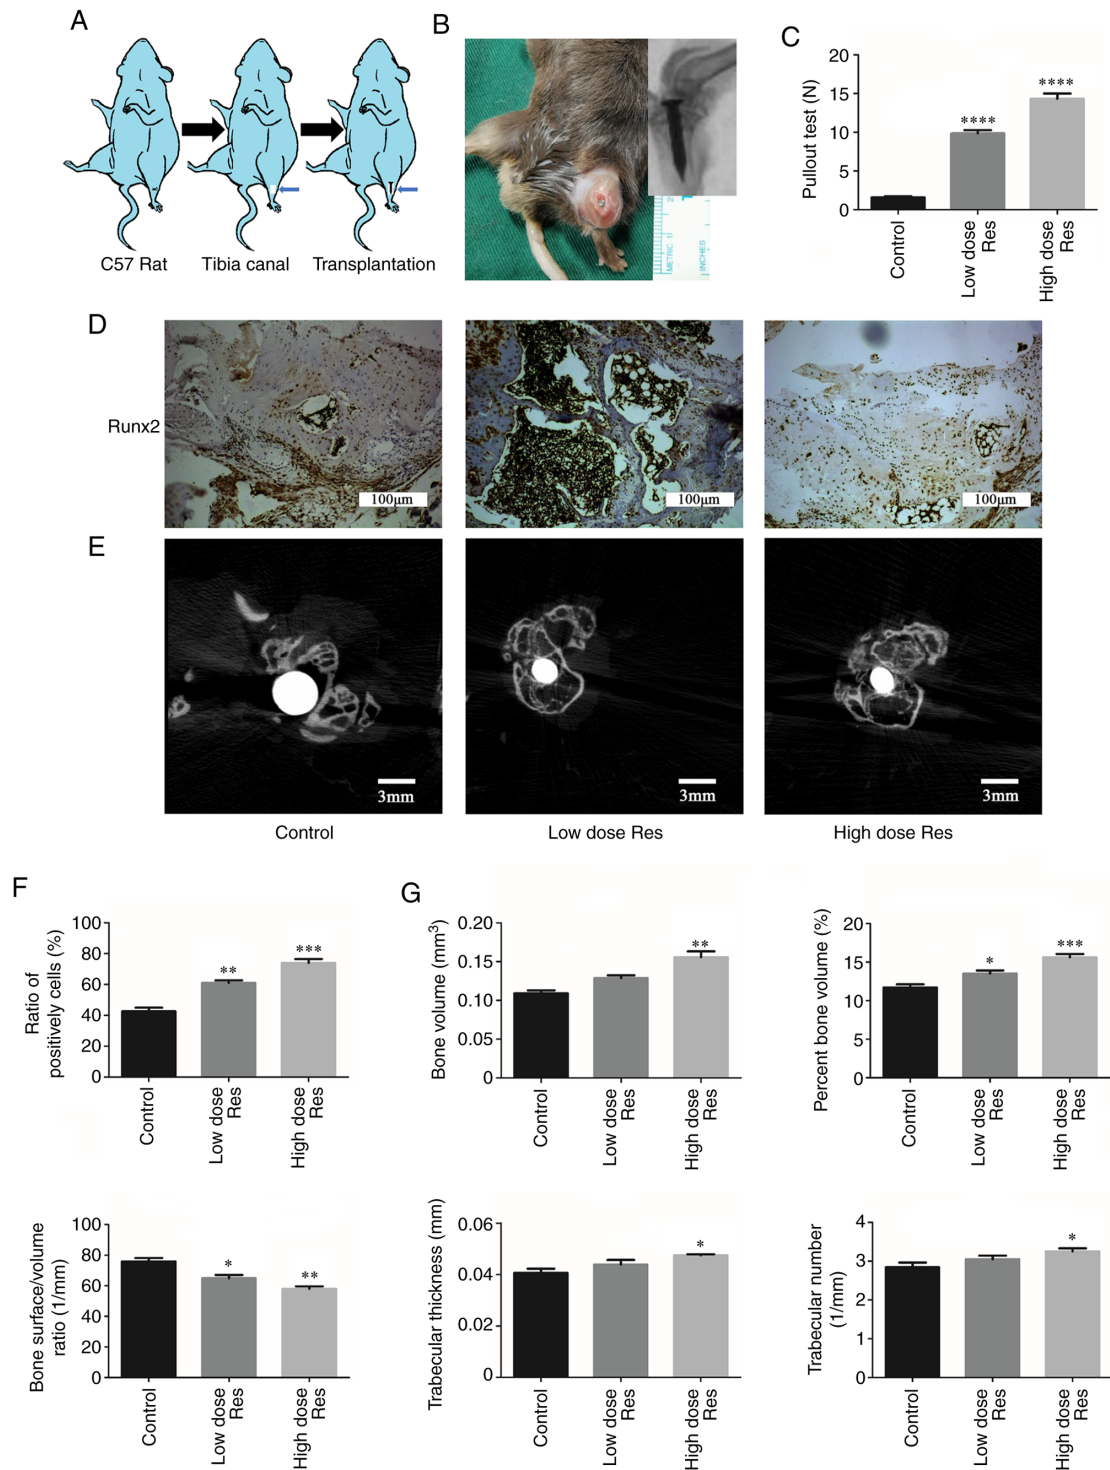 A
C57 Rat
Tibia canal
Transplantation
B
METRIC 1
2
INCHES
C
Pullout test (N)
20
15
10
5
0
****
****
Control
Low dose
Res
High dose
Res
D
Runx2
100μm
100μm
100μm
E
3mm
3mm
3mm
Control
Low dose Res
High dose Res
F
Ratio of
positively cells (%)
100
80
60
40
20
0
**
***
Control
Low dose
Res
High dose
Res
G
Bone volume (mm³)
0.20
0.15
0.10
0.05
0
**
Control
Low dose
Res
High dose
Res
Percent bone volume (%)
20
15
10
5
0
*
***
Control
Low dose
Res
High dose
Res
Bone surface/volume
ratio (1/mm)
100
80
60
40
20
0
*
**
Control
Low dose
Res
High dose
Res
Trabecular thickness (mm)
0.06
0.04
0.02
0
*
Control
Low dose
Res
High dose
Res
Trabecular number
(1/mm)
4
3
2
1
0
*
Control
Low dose
Res
High dose
Res